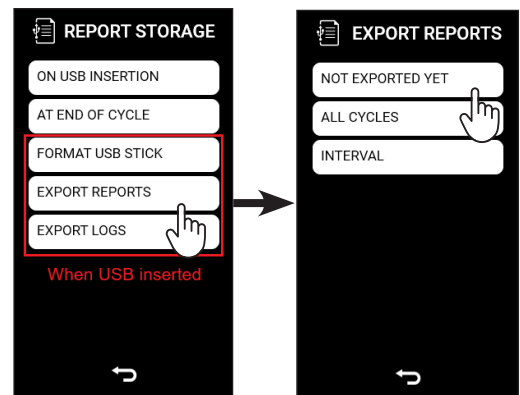 REPORT STORAGE
ON USB INSERTION
AT END OF CYCLE
FORMAT USB STICK
EXPORT REPORTS
EXPORT LOGS
When USB inserted
EXPORT REPORTS
NOT EXPORTED YET
ALL CYCLES
INTERVAL